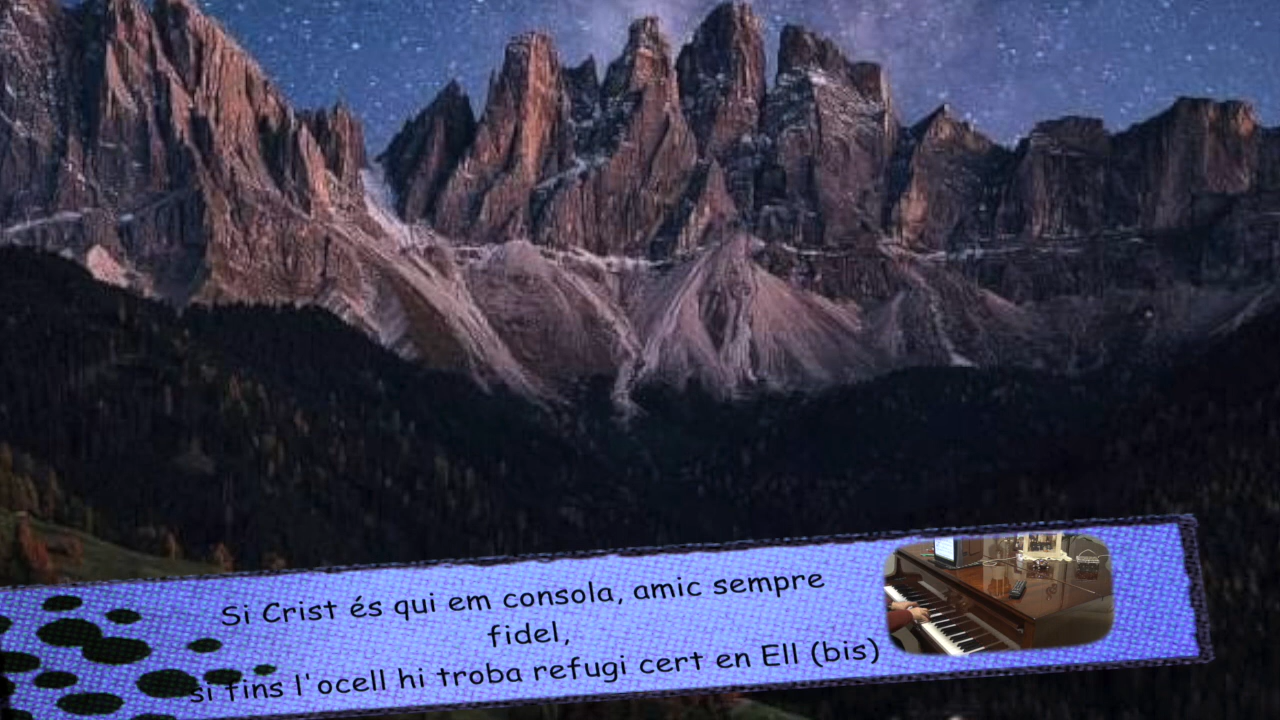 Si Crist és qui em consola, amic sempre
fidel,
si fins l'ocell hi troba refugi cert en Ell (bis)